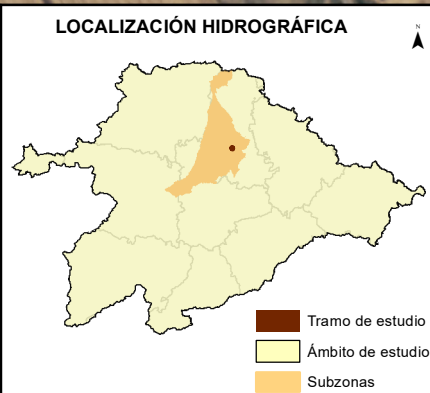 LOCALIZACIÓN HIDROGRÁFICA
N
Tramo de estudio
Ámbito de estudio
Subzonas